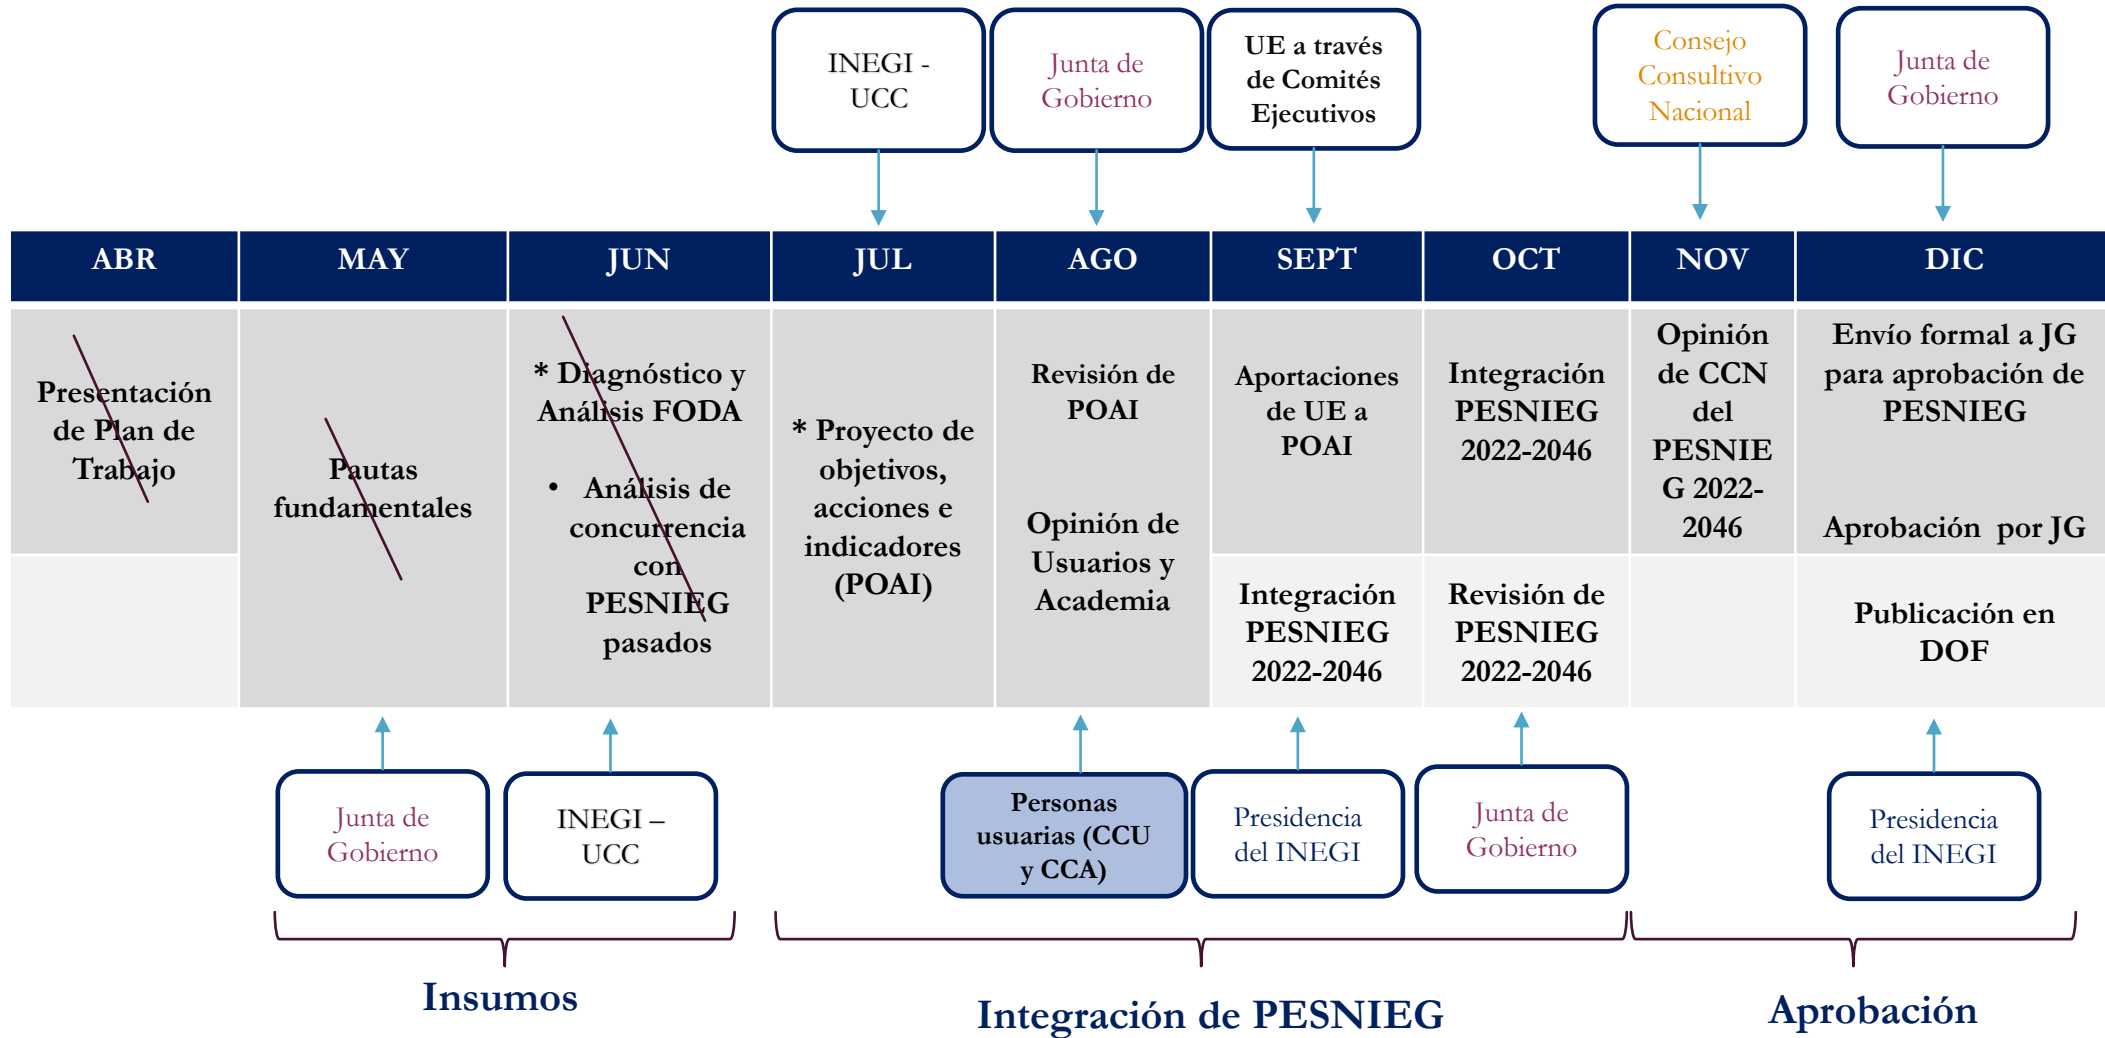 INEGI -
UCC
Junta de
Gobierno
UE a través
de Comités
Ejecutivos
Consejo
Consultivo
Nacional
Junta de
Gobierno
ABR
MAY
JUN
JUL
AGO
SEPT
OCT
NOV
DIC
Presentación
de Plan de
Trabajo
Pautas
fundamentales
* Diagnóstico y
Análisis FODA
• Análisis de
concurrencia
con
PESNIEG
pasados
* Proyecto de
objetivos,
acciones e
indicadores
(POAI)
Revisión de
POAI
Opinión de
Usuarios y
Academia
Aportaciones
de UE a
POAI
Integración
PESNIEG
2022-2046
Integración
PESNIEG
2022-2046
Revisión de
PESNIEG
2022-2046
Opinión
de CCN
del
PESNIE
G 2022-
2046
Envío formal a JG
para aprobación de
PESNIEG
Aprobación por JG
Publicación en
DOF
Junta de
Gobierno
INEGI –
UCC
Personas
usuarias (CCU
y CCA)
Presidencia
del INEGI
Junta de
Gobierno
Presidencia
del INEGI
Insumos
Integración de PESNIEG
Aprobación